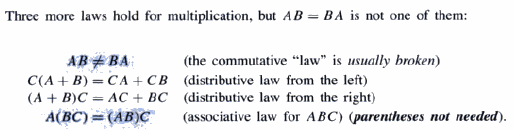 Three more laws hold for multiplication, but AB = BA is not one of them:
AB ≠ BA (the commutative “law” is usually broken)
C(A + B) = CA + CB (distributive law from the left)
(A + B)C = AC + BC (distributive law from the right)
A(BC) = (AB)C (associative law for ABC) (parentheses not needed).